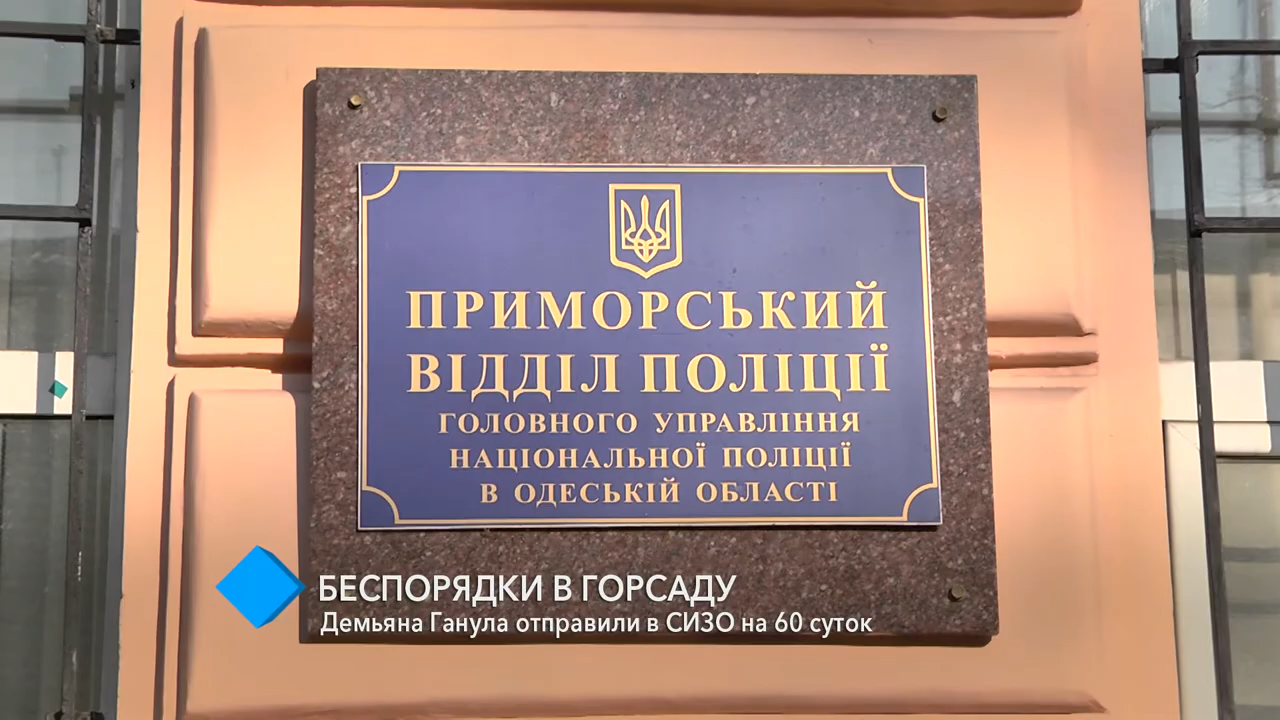 ПРИМОРСЬКИЙ
ВІДДІЛ ПОЛІЦІЇ
ГОЛОВНОГО УПРАВЛІННЯ
НАЦІОНАЛЬНОЇ ПОЛІЦІЇ
В ОДЕСЬКІЙ ОБЛАСТІ
БЕСПОРЯДКИ В ГОРСАДУ
Демьяна Ганула отправили в СИЗО на 60 суток